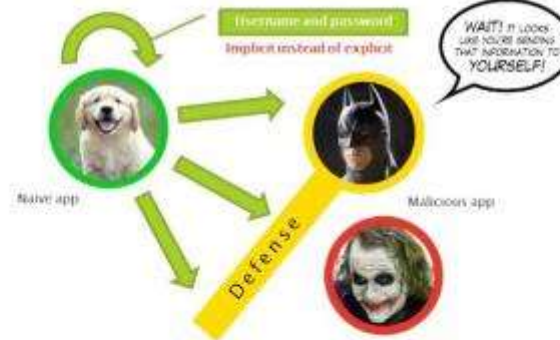 Username and password
Implicit instead of explicit
WAIT! IT LOOKS
LIKE YOU'RE SENDING
THAT INFORMATION TO
YOURSELF!
Naive app
Malicious app
Defense